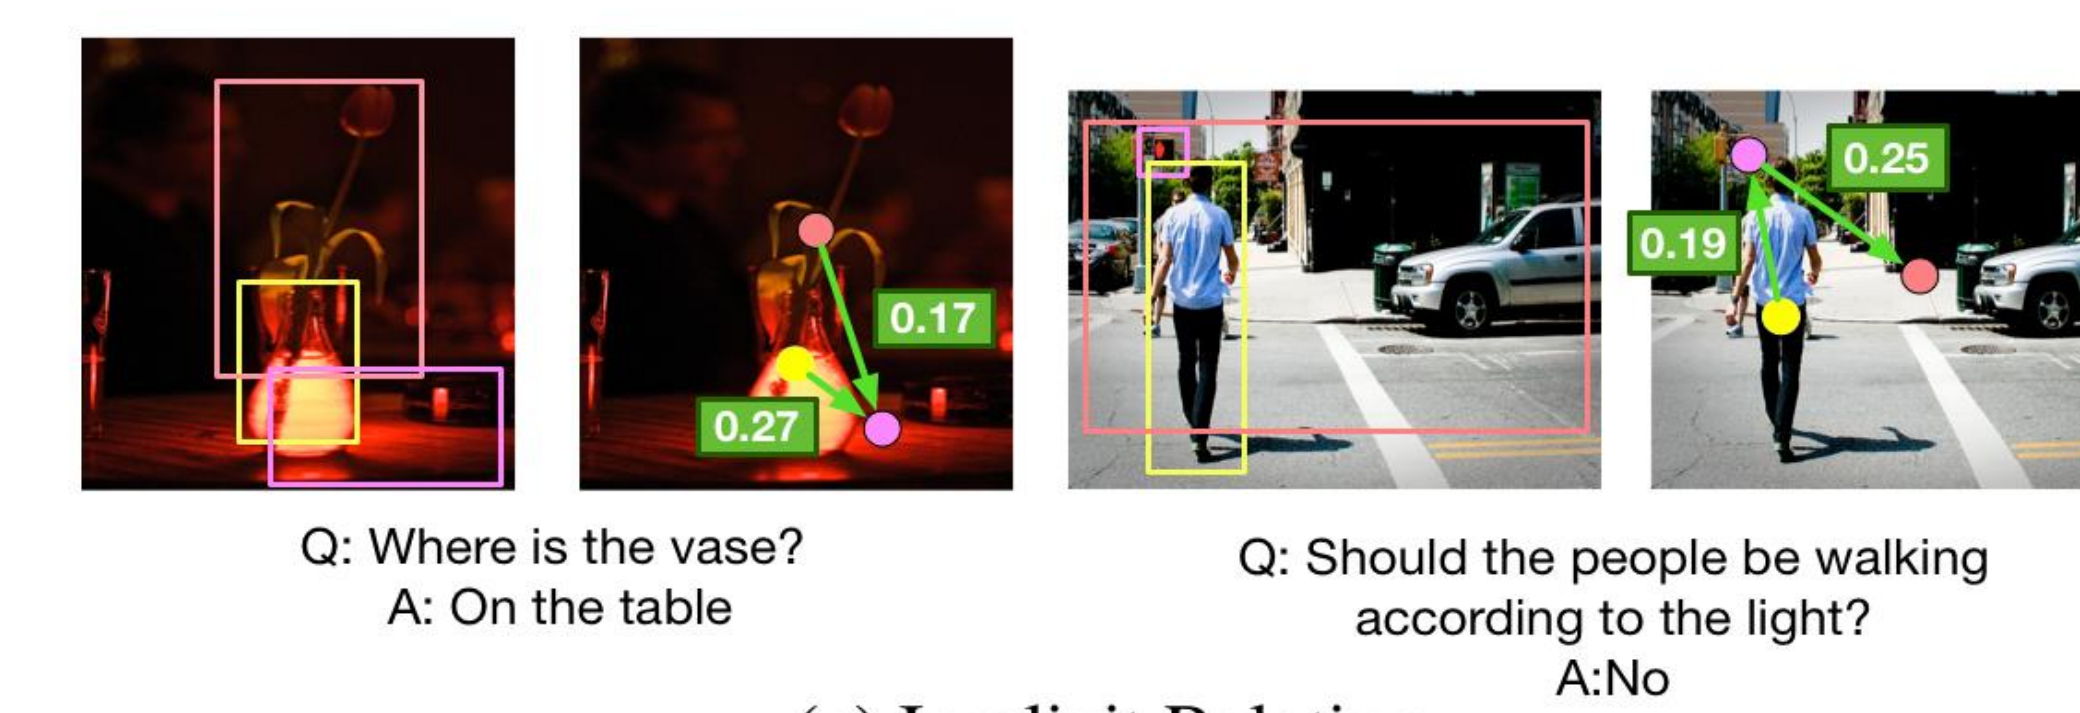 0.17
0.27
0.25
0.19
Q: Where is the vase?
A: On the table
Q: Should the people be walking
according to the light?
A:No